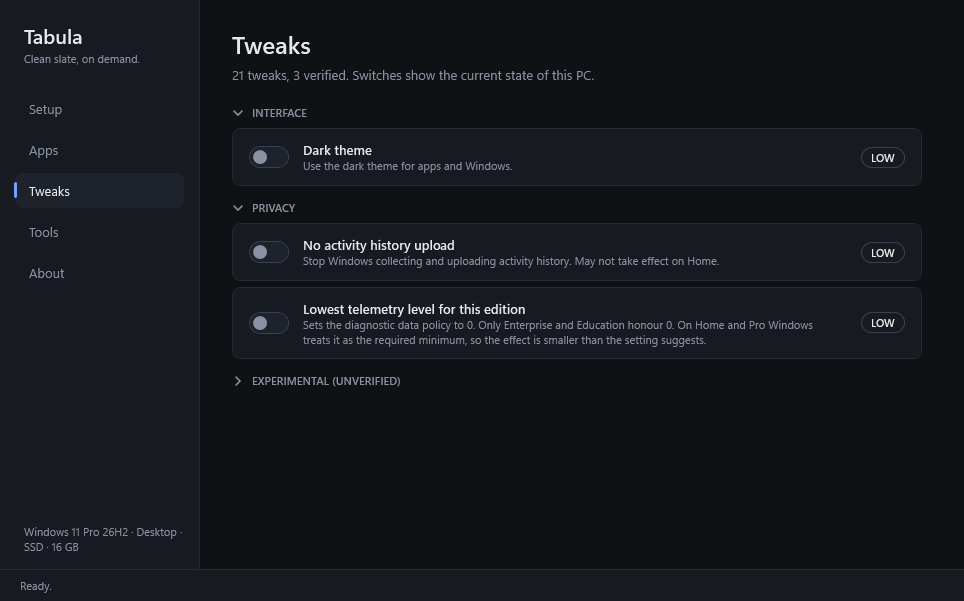 Tabula
Clean slate, on demand.
Setup
Apps
Tweaks
Tools
About
Windows 11 Pro 26H2 · Desktop ·
SSD · 16 GB
Tweaks
21 tweaks, 3 verified. Switches show the current state of this PC.
INTERFACE
Dark theme
Use the dark theme for apps and Windows.
LOW
PRIVACY
No activity history upload
Stop Windows collecting and uploading activity history. May not take effect on Home.
LOW
Lowest telemetry level for this edition
Sets the diagnostic data policy to 0. Only Enterprise and Education honour 0. On Home and Pro Windows
treats it as the required minimum, so the effect is smaller than the setting suggests.
LOW
EXPERIMENTAL (UNVERIFIED)
Ready.